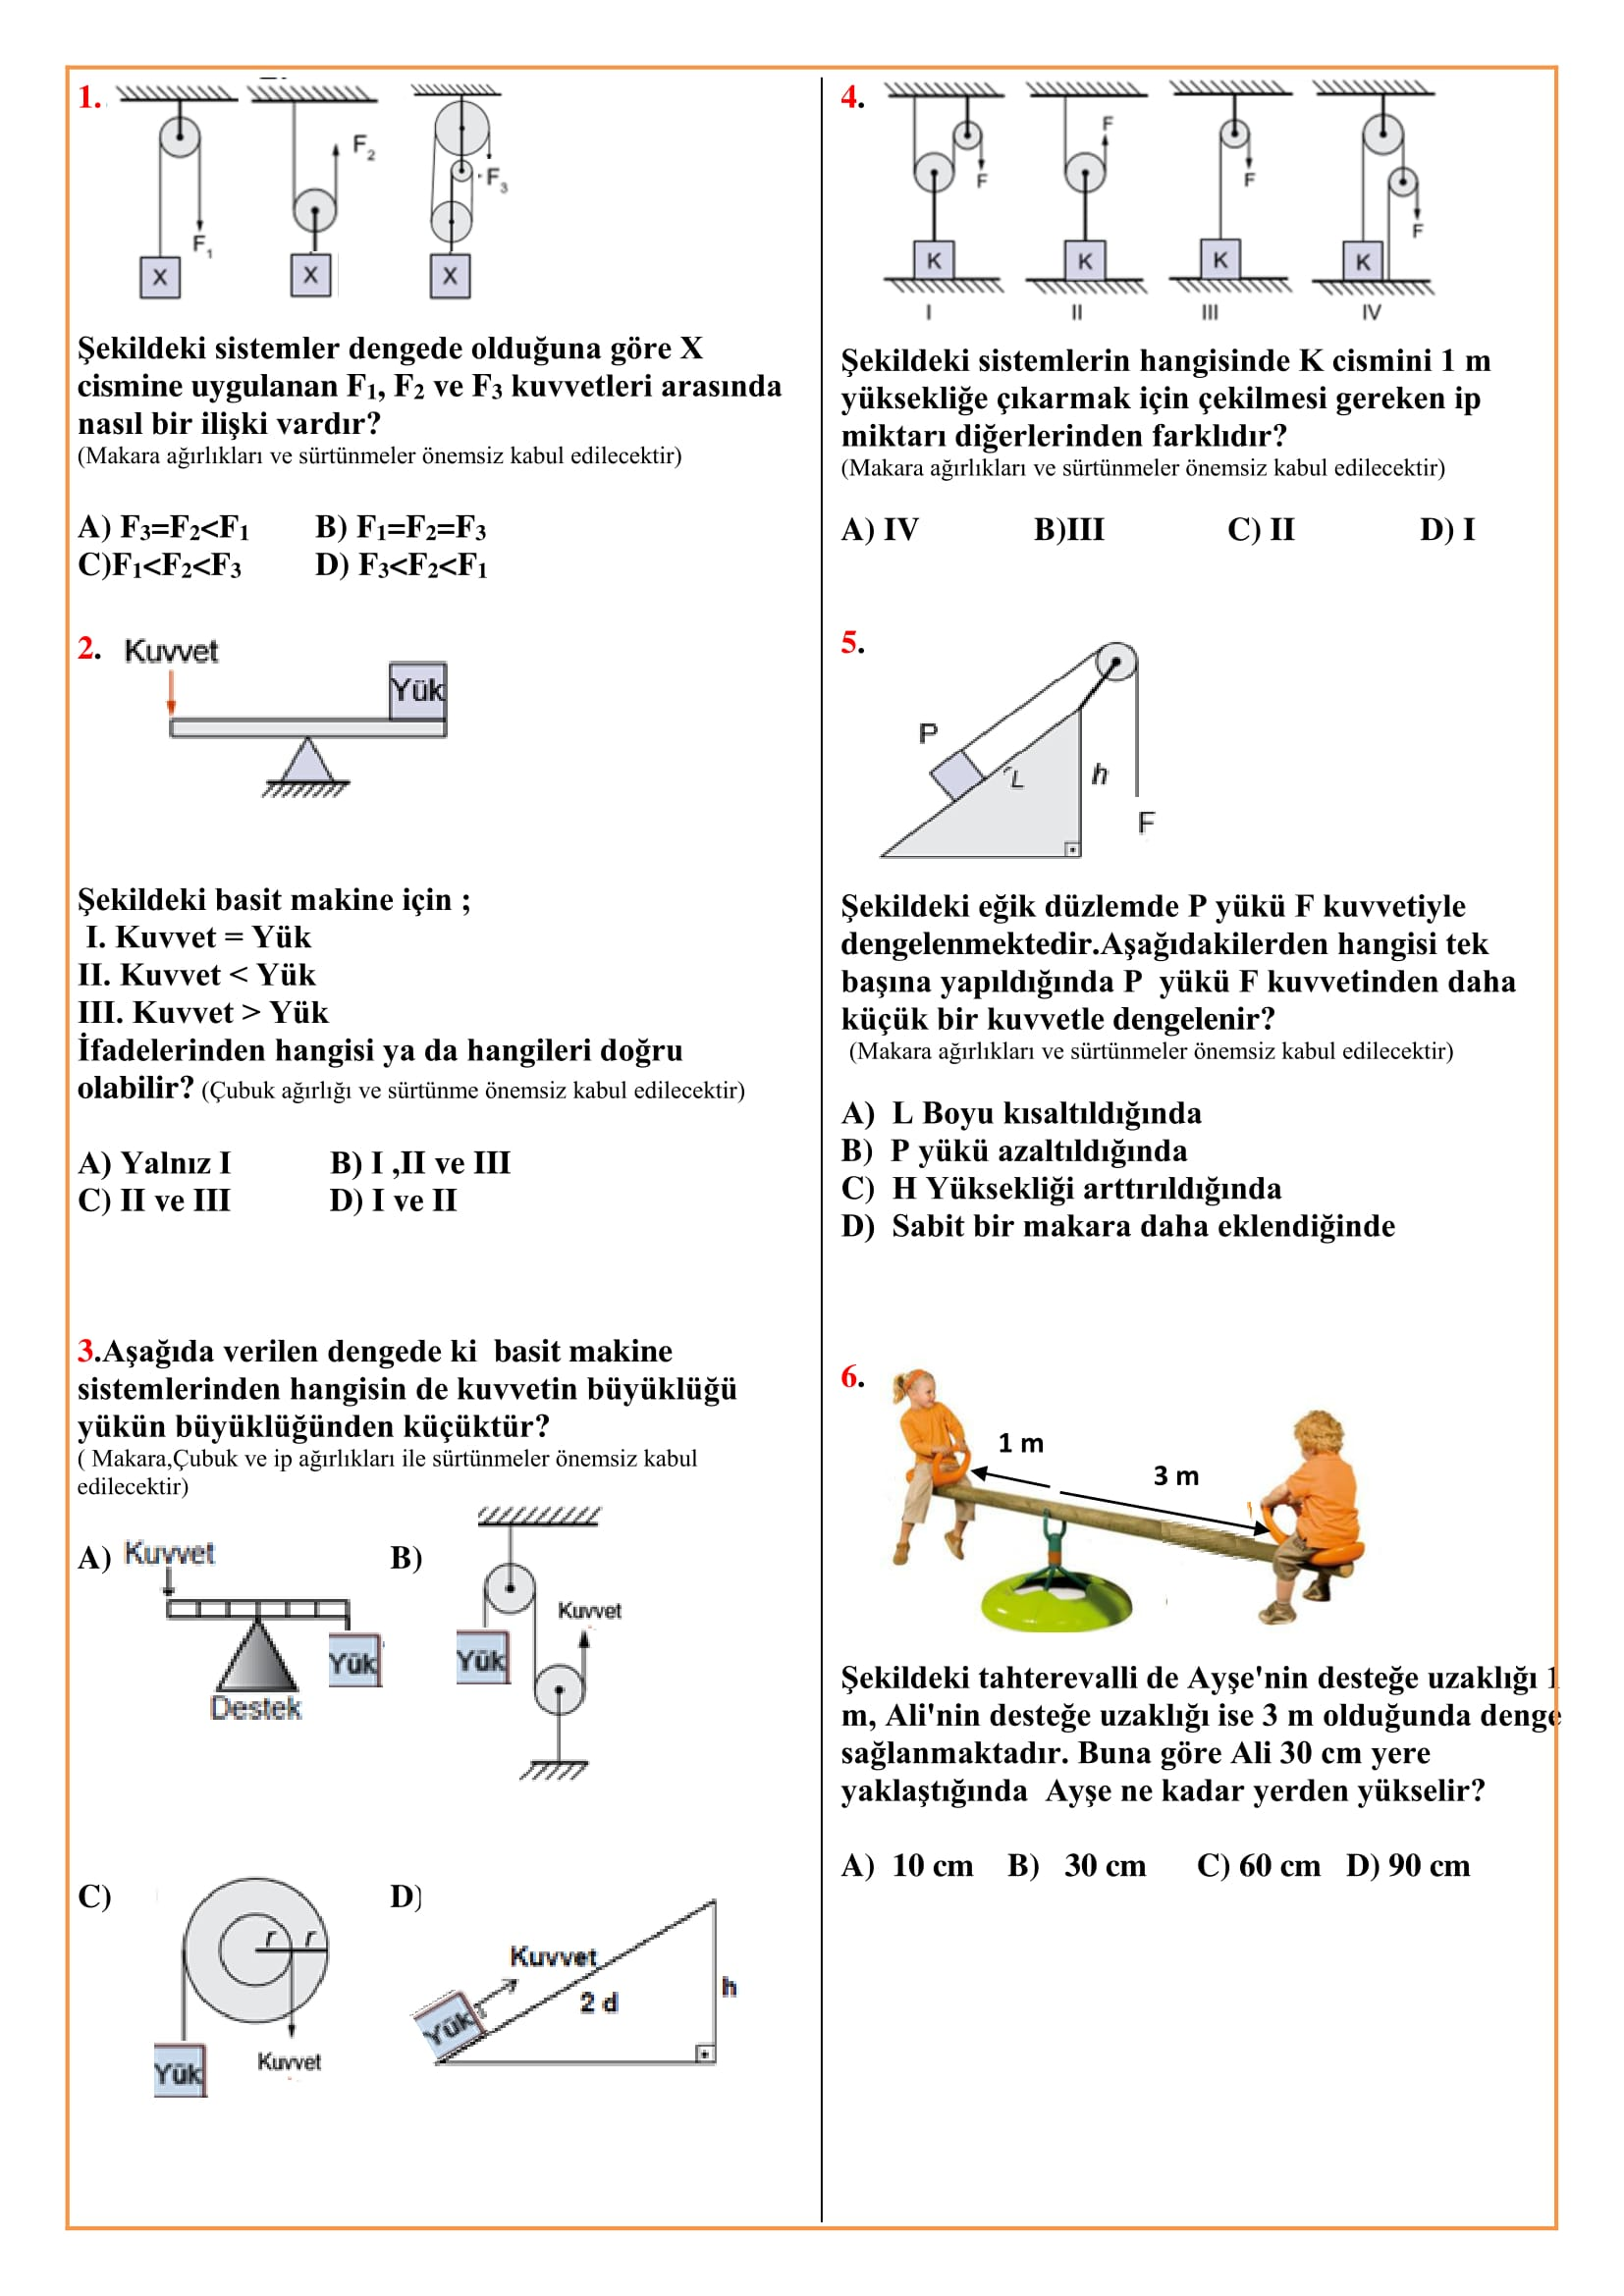 1.
F₁
F₂
F₃
X
X
X
Şekildeki sistemler dengede olduğuna göre X
cismine uygulanan F₁, F₂ ve F₃ kuvvetleri arasında
nasıl bir ilişki vardır?
(Makara ağırlıkları ve sürtünmeler önemsiz kabul edilecektir)
A) F₃=F₂<F₁ B) F₁=F₂=F₃
C)F₁<F₂<F₃ D) F₃<F₂<F₁
2. Kuvvet
Yük
Şekildeki basit makine için ;
I. Kuvvet = Yük
II. Kuvvet < Yük
III. Kuvvet > Yük
İfadelerinden hangisi ya da hangileri doğru
olabilir? (Çubuk ağırlığı ve sürtünme önemsiz kabul edilecektir)
A) Yalnız I B) I ,II ve III
C) II ve III D) I ve II
3.Aşağıda verilen dengede ki basit makine
sistemlerinden hangisin de kuvvetin büyüklüğü
yükün büyüklüğünden küçüktür?
( Makara,Çubuk ve ip ağırlıkları ile sürtünmeler önemsiz kabul
edilecektir)
A) Kuvvet
Yük
Destek
B)
Kuvvet
Yük
C)
r r
Yük
Kuvvet
D)
Kuvvet
2 d
h
Yük
4.
F
F
F
F
K
K
K
K
I
II
III
IV
Şekildeki sistemlerin hangisinde K cismini 1 m
yüksekliğe çıkarmak için çekilmesi gereken ip
miktarı diğerlerinden farklıdır?
(Makara ağırlıkları ve sürtünmeler önemsiz kabul edilecektir)
A) IV B)III C) II D) I
5.
P
L
h
F
Şekildeki eğik düzlemde P yükü F kuvvetiyle
dengelenmektedir.Aşağıdakilerden hangisi tek
başına yapıldığında P yükü F kuvvetinden daha
küçük bir kuvvetle dengelenir?
(Makara ağırlıkları ve sürtünmeler önemsiz kabul edilecektir)
A) L Boyu kısaltıldığında
B) P yükü azaltıldığında
C) H Yüksekliği arttırıldığında
D) Sabit bir makara daha eklendiğinde
6.
1 m
3 m
Şekildeki tahterevalli de Ayşe'nin desteğe uzaklığı 1
m, Ali'nin desteğe uzaklığı ise 3 m olduğunda denge
sağlanmaktadır. Buna göre Ali 30 cm yere
yaklaştığında Ayşe ne kadar yerden yükselir?
A) 10 cm B) 30 cm C) 60 cm D) 90 cm